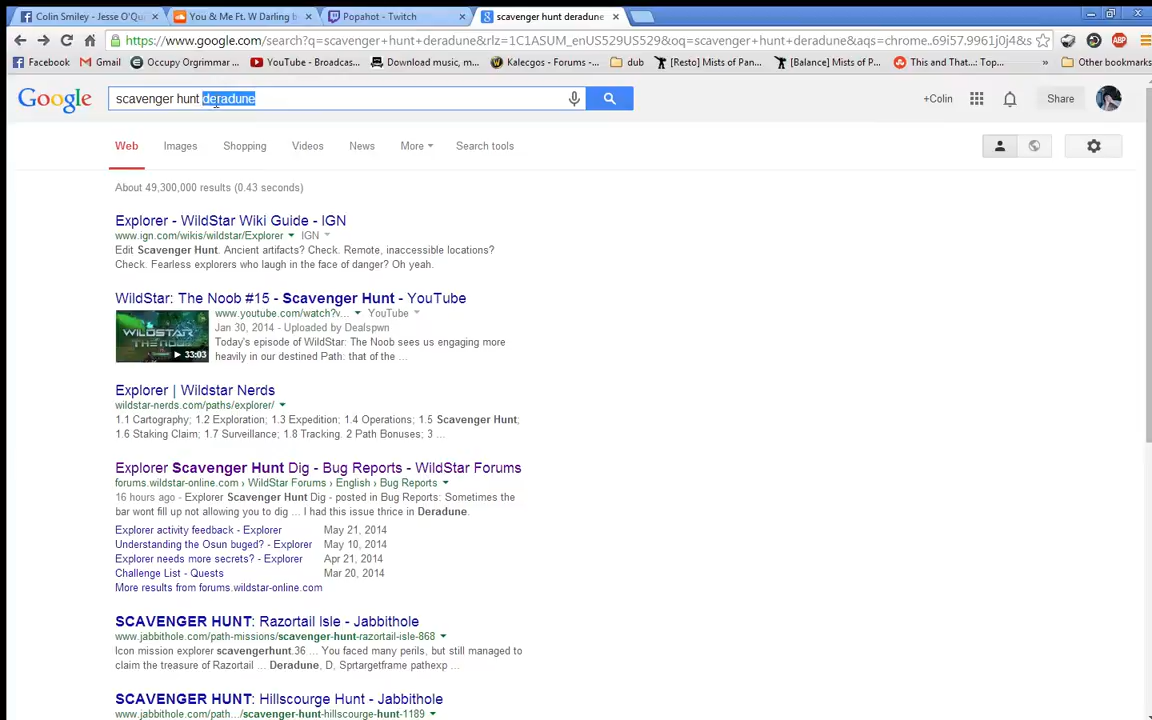 Colin Smiley - Jesse O'Qu
You & Me Ft. W Darling b
Popahot - Twitch
scavenger hunt deradune
https://www.google.com/search?q=scavenger+hunt+deradune&rlz=1C1ASUM_enUS529US529&oq=scavenger+hunt+deradune&aqs=chrome..69i57.9961j0j4&s
ABP
Facebook Gmail Occupy Orgrimmar ... YouTube - Broadcas... Download music, m... Kalecgos - Forums -... dub [Resto] Mists of Pan... [Balance] Mists of P... This and That...: Top... » Other bookmarks
Google scavenger hunt deradune +Colin Share
Web Images Shopping Videos News More Search tools
About 49,300,000 results (0.43 seconds)
Explorer - WildStar Wiki Guide - IGN
www.ign.com/wikis/wildstar/Explorer IGN
Edit Scavenger Hunt. Ancient artifacts? Check. Remote, inaccessible locations?
Check. Fearless explorers who laugh in the face of danger? Oh yeah.
WildStar: The Noob #15 - Scavenger Hunt - YouTube
www.youtube.com/watch?v... YouTube
Jan 30, 2014 - Uploaded by Dealspwn
Today's episode of WildStar: The Noob sees us engaging more
heavily in our destined Path: that of the ...
WILDSTAR
THE NOOB
33:03
Explorer | Wildstar Nerds
wildstar-nerds.com/paths/explorer/
1.1 Cartography; 1.2 Exploration; 1.3 Expedition; 1.4 Operations; 1.5 Scavenger Hunt;
1.6 Staking Claim; 1.7 Surveillance; 1.8 Tracking. 2 Path Bonuses; 3 ...
Explorer Scavenger Hunt Dig - Bug Reports - WildStar Forums
forums.wildstar-online.com › WildStar Forums › English › Bug Reports
16 hours ago - Explorer Scavenger Hunt Dig - posted in Bug Reports: Sometimes the
bar wont fill up not allowing you to dig ... I had this issue thrice in Deradune.
Explorer activity feedback - Explorer May 21, 2014
Understanding the Osun buged? - Explorer May 10, 2014
Explorer needs more secrets? - Explorer Apr 21, 2014
Challenge List - Quests Mar 20, 2014
More results from forums.wildstar-online.com
SCAVENGER HUNT: Razortail Isle - Jabbithole
www.jabbithole.com/path-missions/scavenger-hunt-razortail-isle-868
Icon mission explorer scavengerhunt.36 ... You faced many perils, but still managed to
claim the treasure of Razortail ... Deradune, D, Sprtargetframe pathexp ...
SCAVENGER HUNT: Hillscourge Hunt - Jabbithole
www.jabbithole.com/path.../scavenger-hunt-hillscourge-hunt-1189